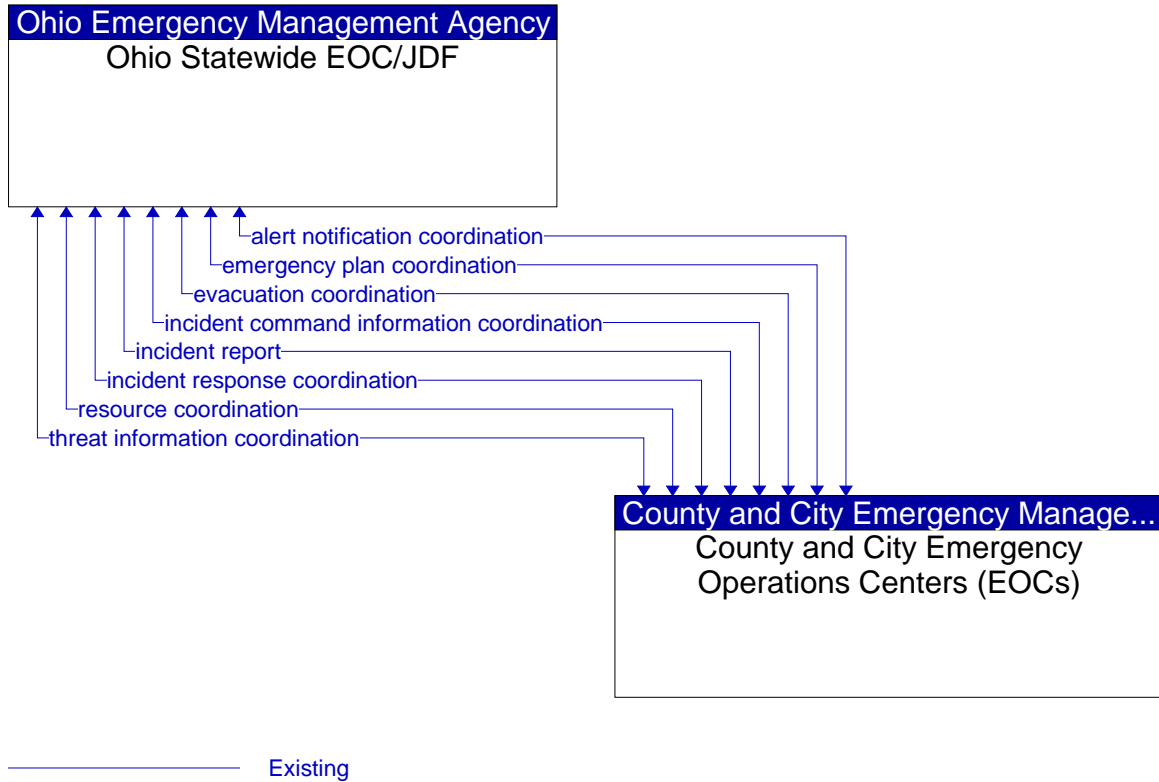 Ohio Emergency Management Agency
Ohio Statewide EOC/JDF
alert notification coordination
emergency plan coordination
evacuation coordination
incident command information coordination
incident report
incident response coordination
resource coordination
threat information coordination
County and City Emergency Manage...
County and City Emergency
Operations Centers (EOCs)
Existing